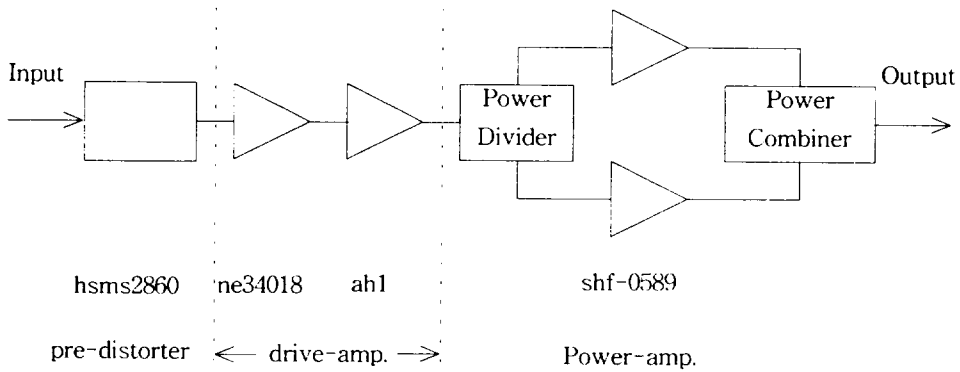 Input
Power
Divider
Power
Combiner
Output
hsms2860 ne34018 ah1 shf-0589
pre-distorter drive-amp. Power-amp.